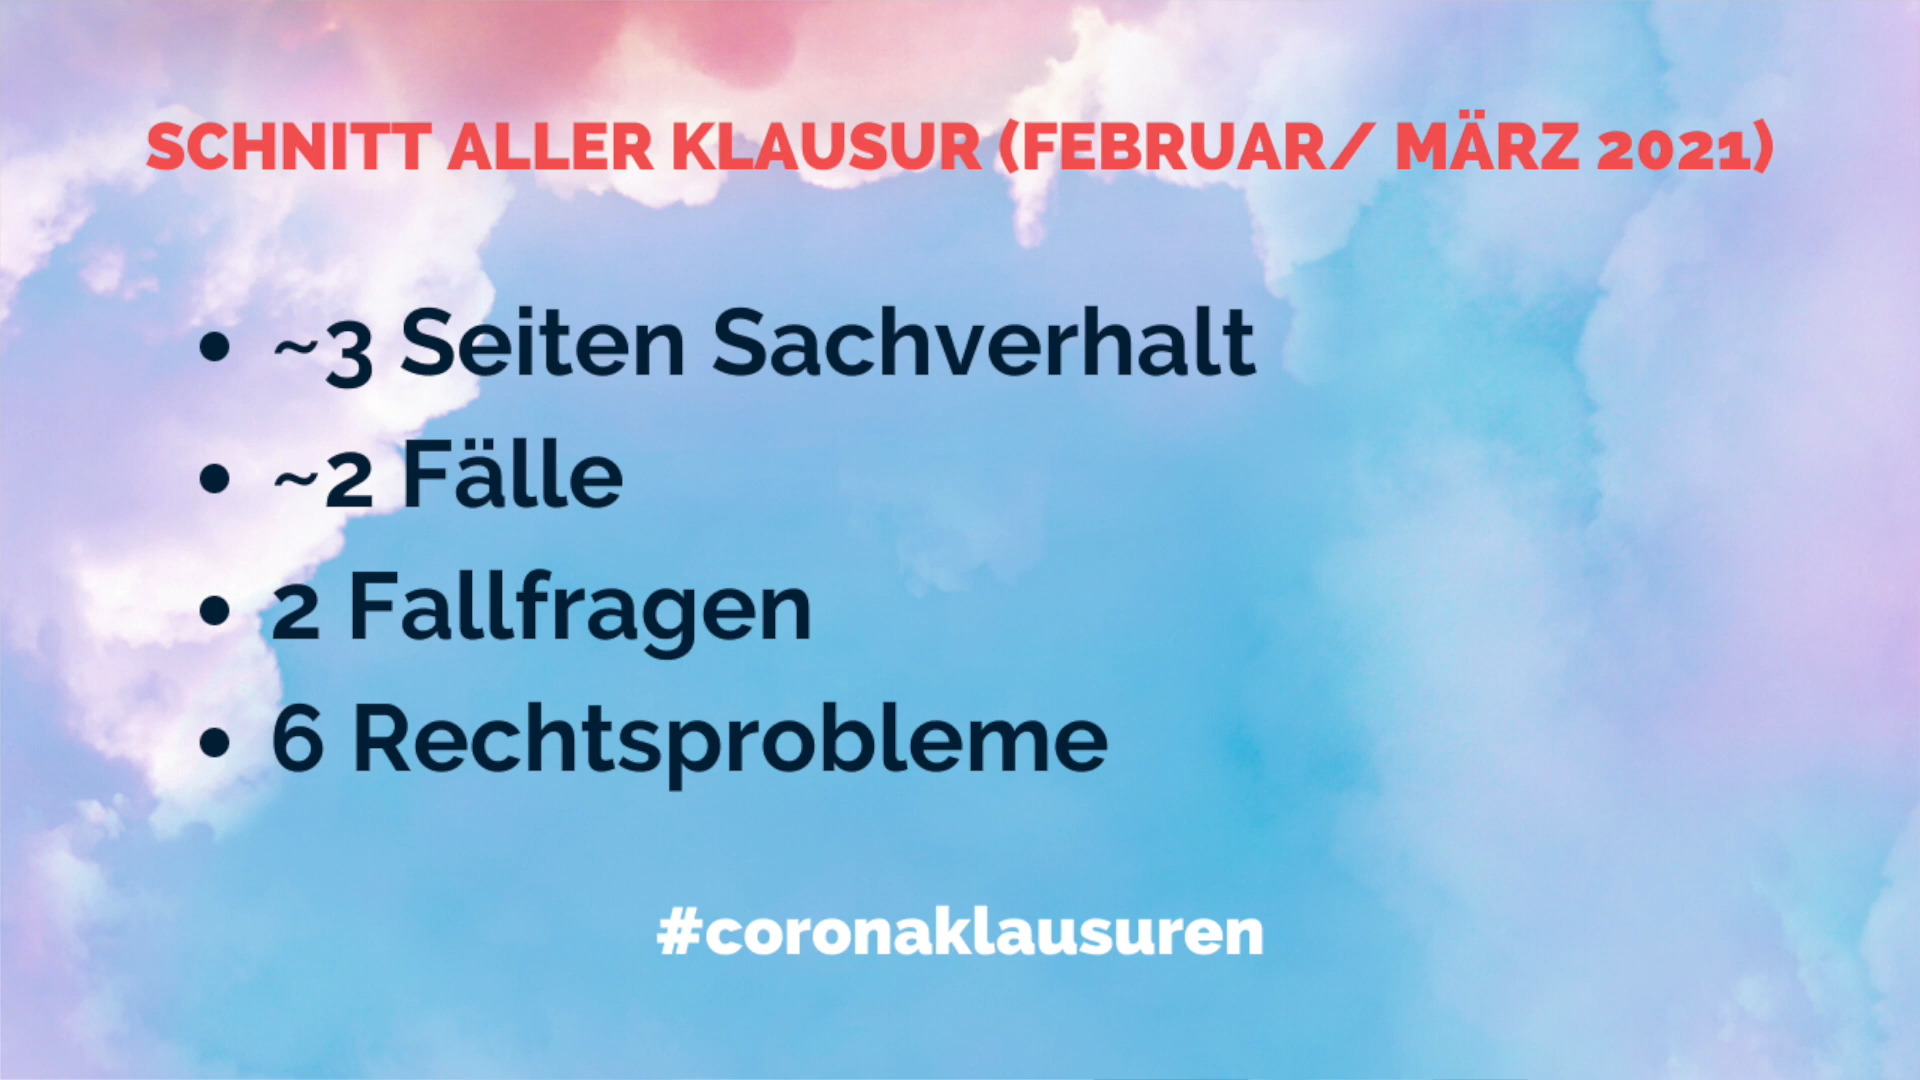 SCHNITT ALLER KLAUSUR (FEBRUAR/ MÄRZ 2021)
• ~3 Seiten Sachverhalt
• ~2 Fälle
• 2 Fallfragen
• 6 Rechtsprobleme
#coronaklausuren